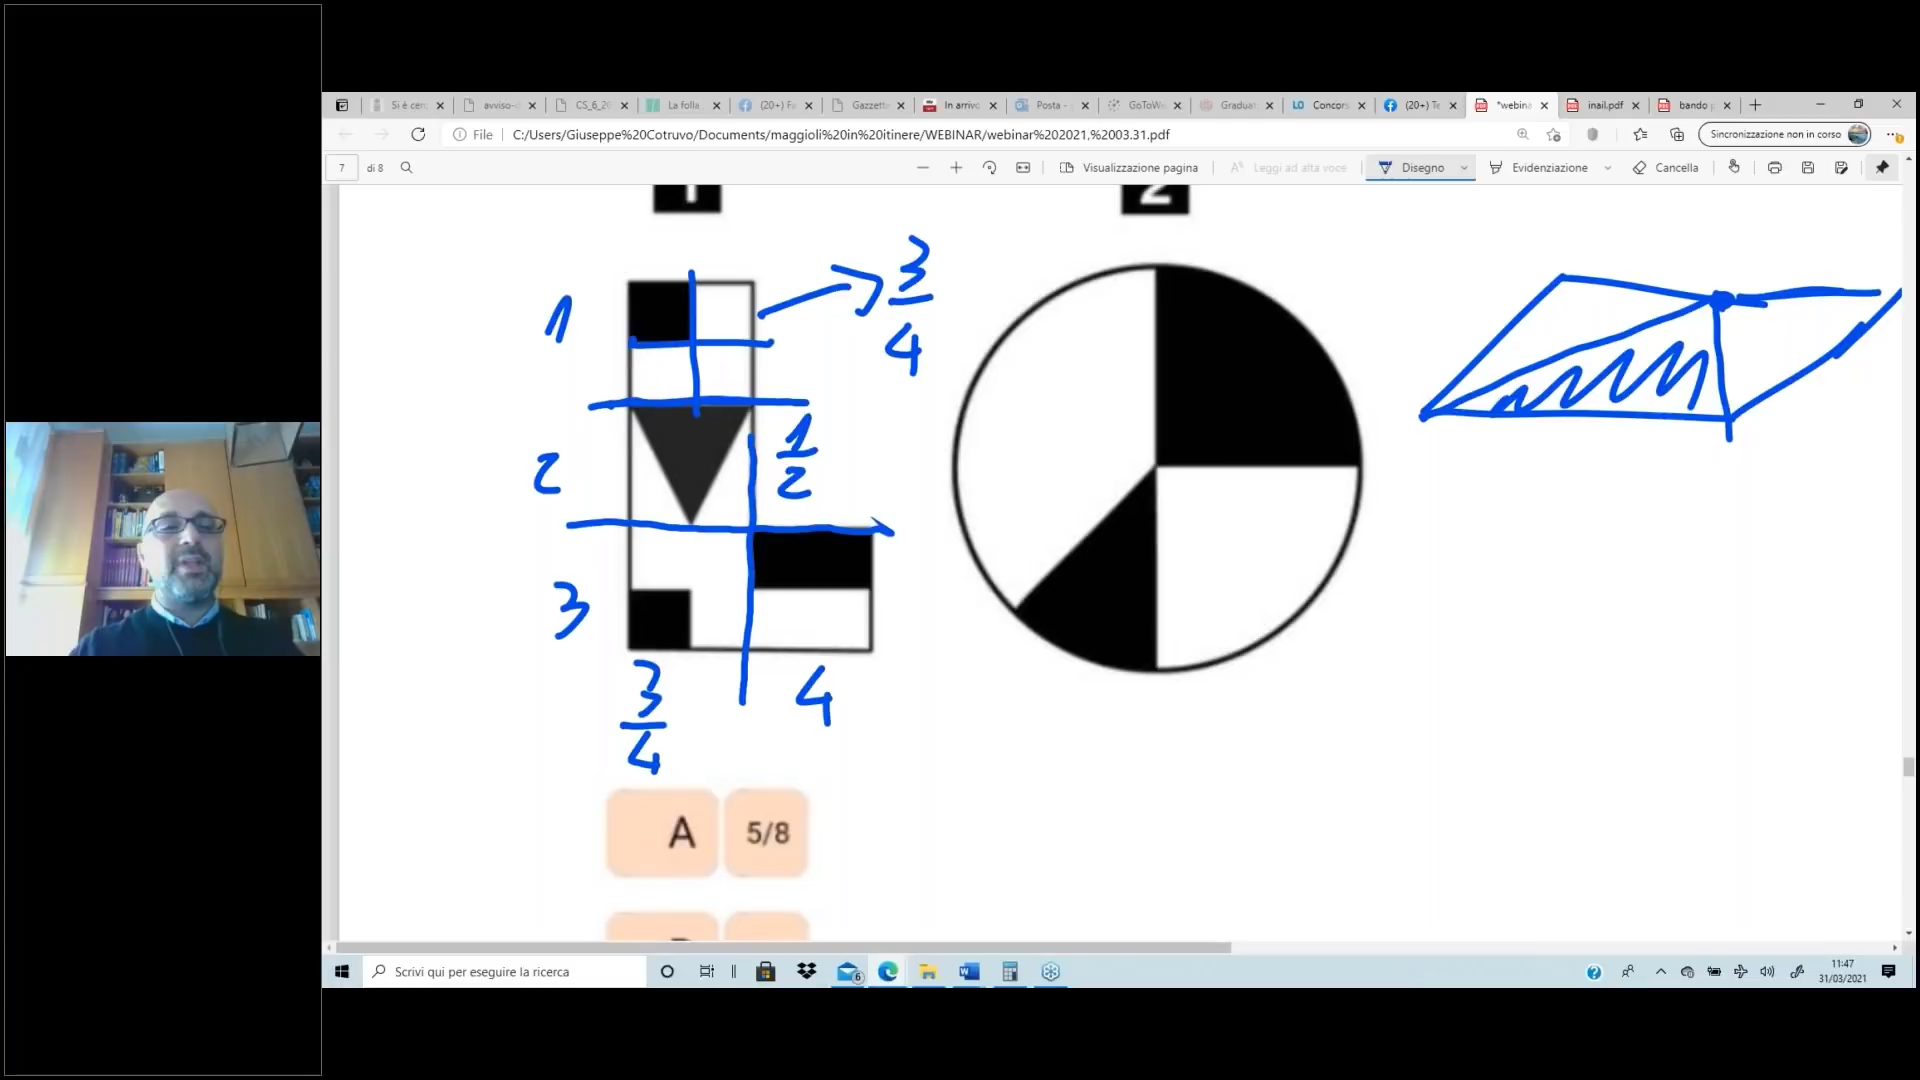 Si è cen
avviso-
CS_6_20
La folla
(20+) Fa
Gazzett
In arrivo
Posta -
GoToWe
Graduat
Concors
(20+) Te
*webina
inail.pdf
bando
File C:/Users/Giuseppe%20Cotruvo/Documents/maggioli%20in%20itinere/WEBINAR/webinar%202021,%2003.31.pdf
Sincronizzazione non in corso
7 di 8
Visualizzazione pagina
Leggi ad alta voce
Disegno
Evidenziazione
Cancella
1
2
1
3
4
2
1
2
3
3
4
4
A 5/8
Scrivi qui per eseguire la ricerca
6
11:47
31/03/2021